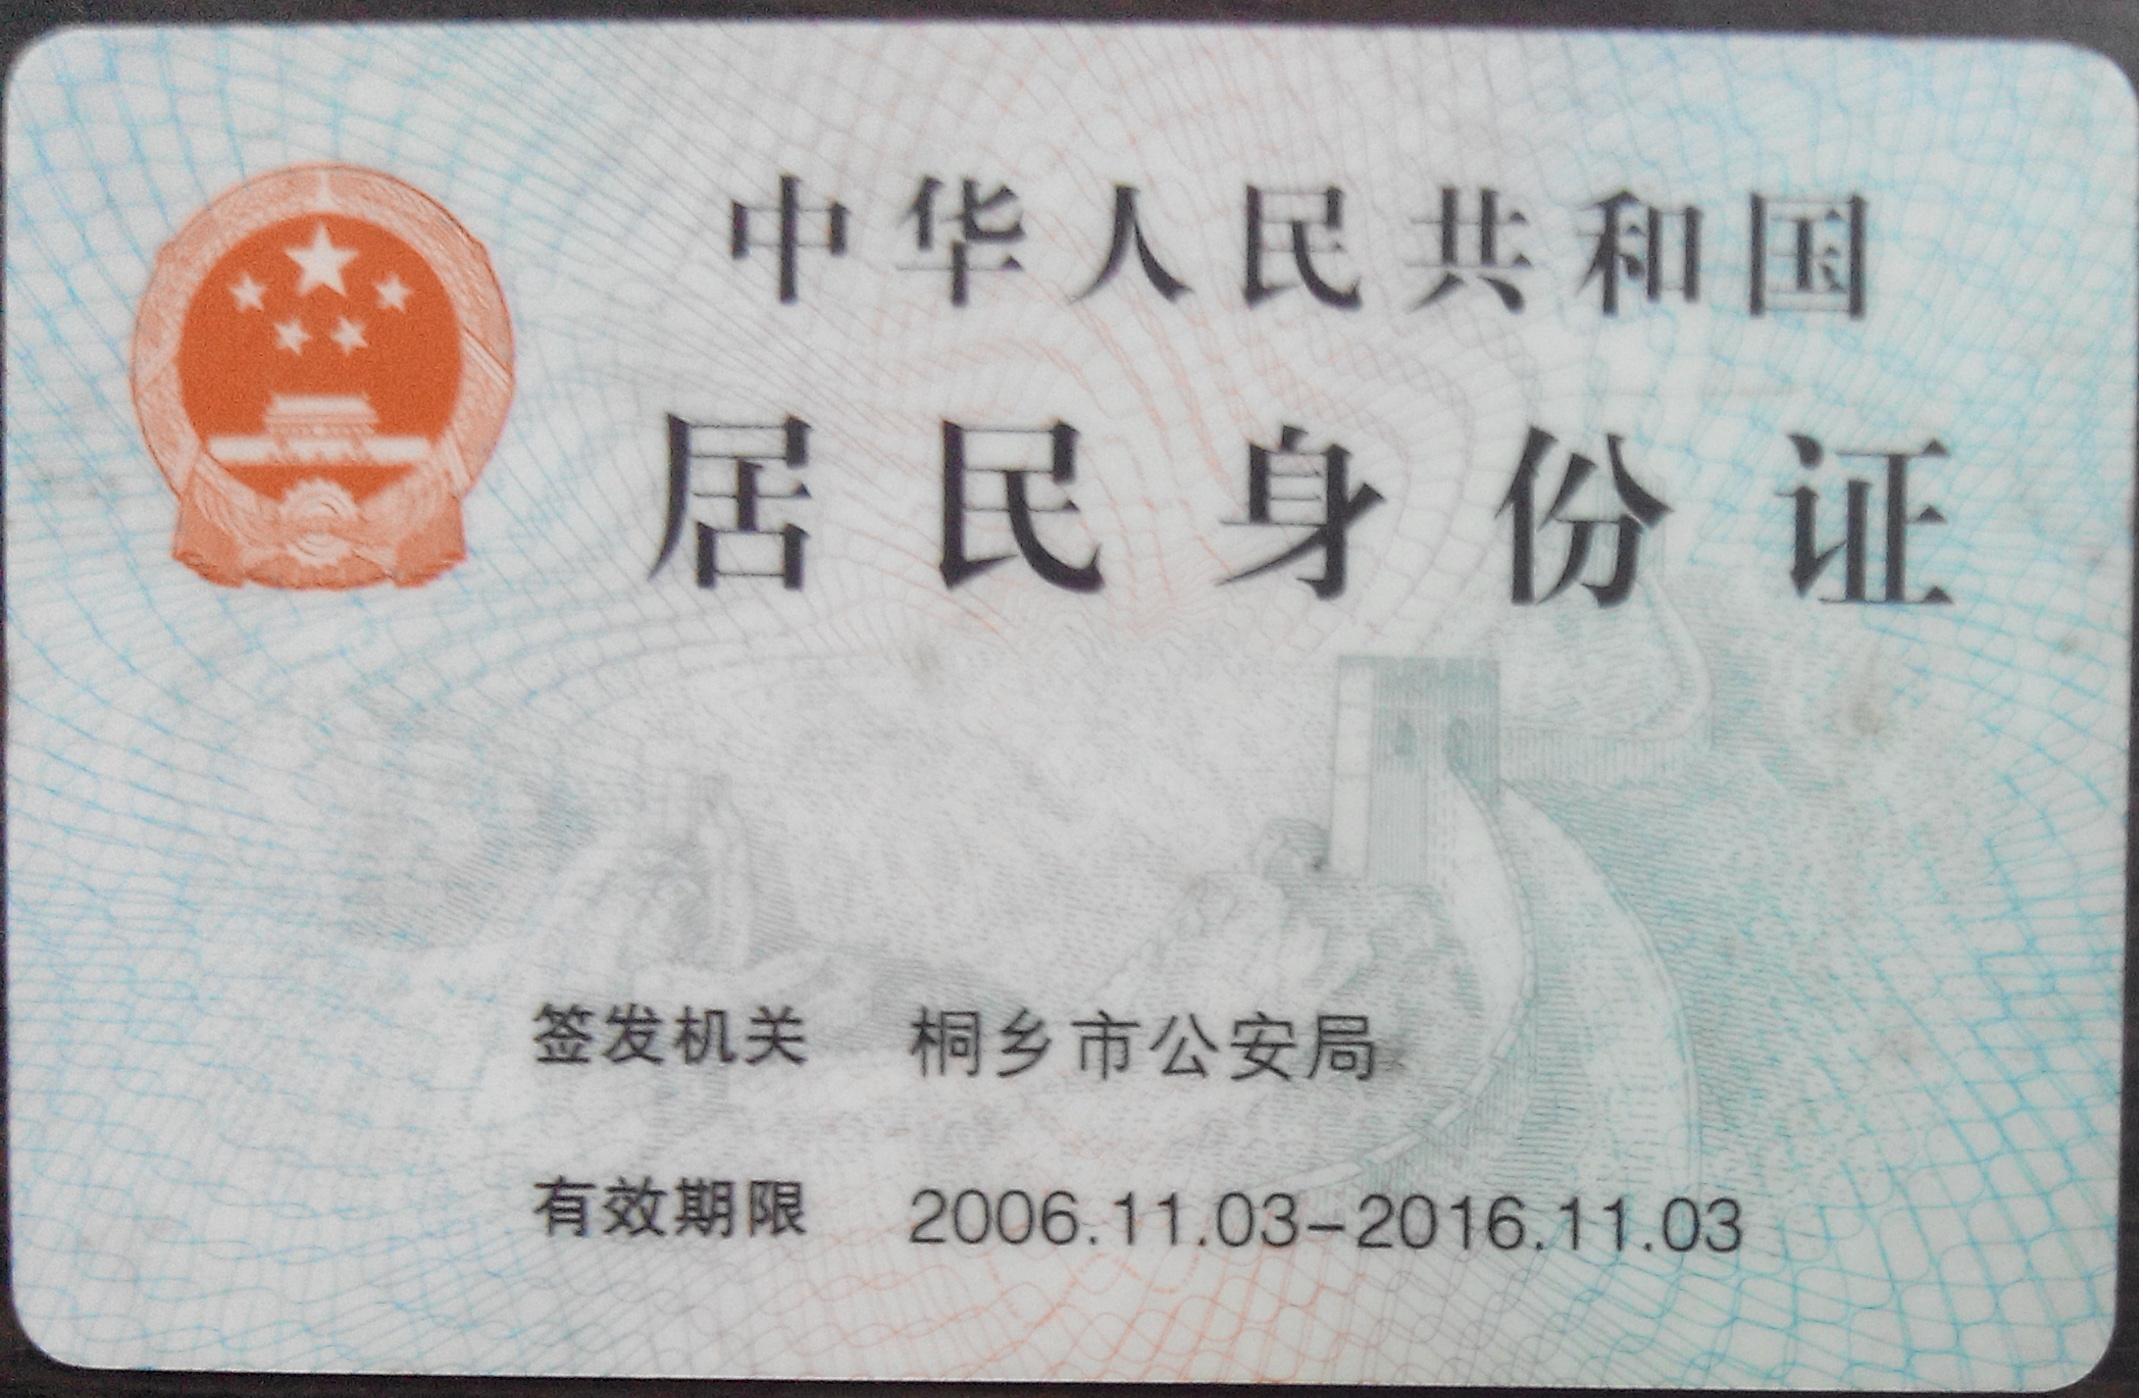 中华人民共和国
居民身份证
签发机关 桐乡市公安局
有效期限 2006.11.03-2016.11.03